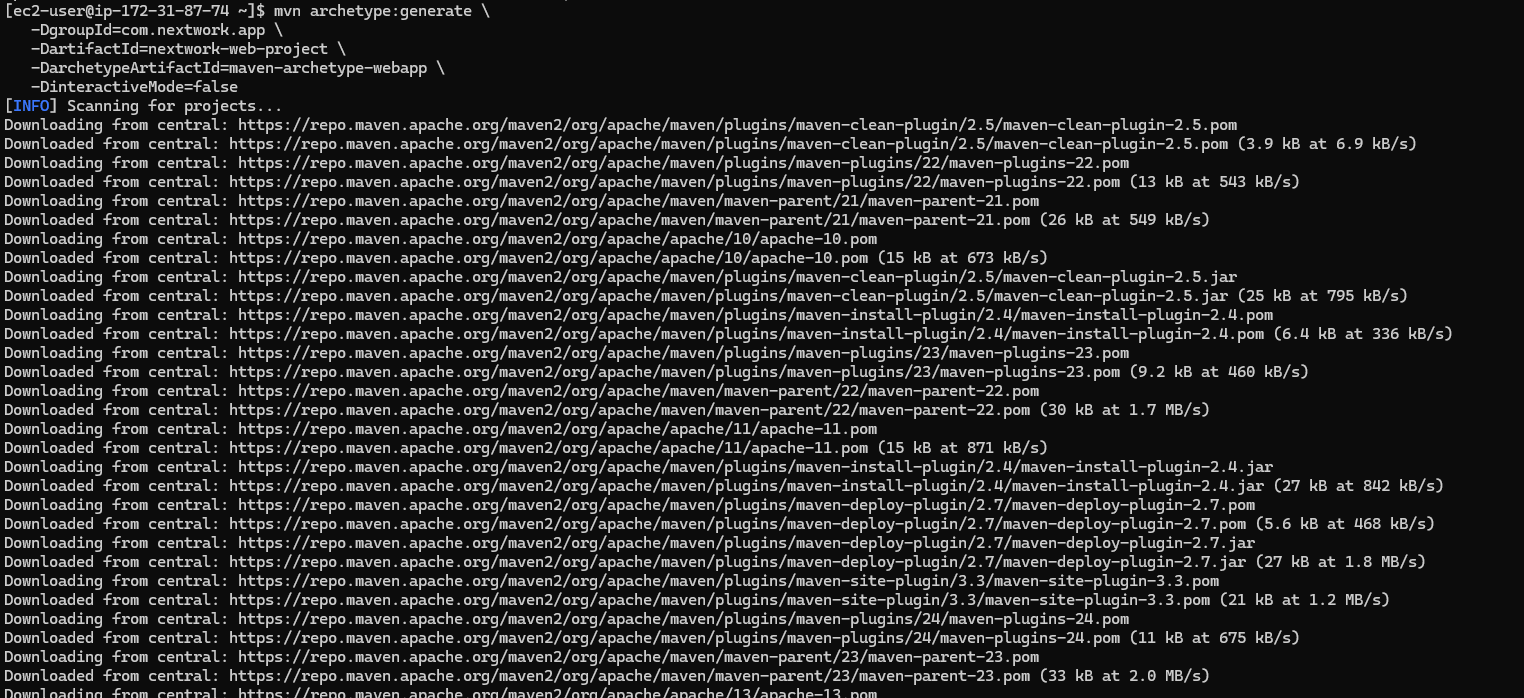 [ec2-user@ip-172-31-87-74 ~]$ mvn archetype:generate \
   -DgroupId=com.nextwork.app \
   -DartifactId=nextwork-web-project \
   -DarchetypeArtifactId=maven-archetype-webapp \
   -DinteractiveMode=false
[INFO] Scanning for projects...
Downloading from central: https://repo.maven.apache.org/maven2/org/apache/maven/plugins/maven-clean-plugin/2.5/maven-clean-plugin-2.5.pom
Downloaded from central: https://repo.maven.apache.org/maven2/org/apache/maven/plugins/maven-clean-plugin/2.5/maven-clean-plugin-2.5.pom (3.9 kB at 6.9 kB/s)
Downloading from central: https://repo.maven.apache.org/maven2/org/apache/maven/plugins/maven-plugins/22/maven-plugins-22.pom
Downloaded from central: https://repo.maven.apache.org/maven2/org/apache/maven/plugins/maven-plugins/22/maven-plugins-22.pom (13 kB at 543 kB/s)
Downloading from central: https://repo.maven.apache.org/maven2/org/apache/maven/maven-parent/21/maven-parent-21.pom
Downloaded from central: https://repo.maven.apache.org/maven2/org/apache/maven/maven-parent/21/maven-parent-21.pom (26 kB at 549 kB/s)
Downloading from central: https://repo.maven.apache.org/maven2/org/apache/apache/10/apache-10.pom
Downloaded from central: https://repo.maven.apache.org/maven2/org/apache/apache/10/apache-10.pom (15 kB at 673 kB/s)
Downloading from central: https://repo.maven.apache.org/maven2/org/apache/maven/plugins/maven-clean-plugin/2.5/maven-clean-plugin-2.5.jar
Downloaded from central: https://repo.maven.apache.org/maven2/org/apache/maven/plugins/maven-clean-plugin/2.5/maven-clean-plugin-2.5.jar (25 kB at 795 kB/s)
Downloading from central: https://repo.maven.apache.org/maven2/org/apache/maven/plugins/maven-install-plugin/2.4/maven-install-plugin-2.4.pom
Downloaded from central: https://repo.maven.apache.org/maven2/org/apache/maven/plugins/maven-install-plugin/2.4/maven-install-plugin-2.4.pom (6.4 kB at 336 kB/s)
Downloading from central: https://repo.maven.apache.org/maven2/org/apache/maven/plugins/maven-plugins/23/maven-plugins-23.pom
Downloaded from central: https://repo.maven.apache.org/maven2/org/apache/maven/plugins/maven-plugins/23/maven-plugins-23.pom (9.2 kB at 460 kB/s)
Downloading from central: https://repo.maven.apache.org/maven2/org/apache/maven/maven-parent/22/maven-parent-22.pom
Downloaded from central: https://repo.maven.apache.org/maven2/org/apache/maven/maven-parent/22/maven-parent-22.pom (30 kB at 1.7 MB/s)
Downloading from central: https://repo.maven.apache.org/maven2/org/apache/apache/11/apache-11.pom
Downloaded from central: https://repo.maven.apache.org/maven2/org/apache/apache/11/apache-11.pom (15 kB at 871 kB/s)
Downloading from central: https://repo.maven.apache.org/maven2/org/apache/maven/plugins/maven-install-plugin/2.4/maven-install-plugin-2.4.jar
Downloaded from central: https://repo.maven.apache.org/maven2/org/apache/maven/plugins/maven-install-plugin/2.4/maven-install-plugin-2.4.jar (27 kB at 842 kB/s)
Downloading from central: https://repo.maven.apache.org/maven2/org/apache/maven/plugins/maven-deploy-plugin/2.7/maven-deploy-plugin-2.7.pom
Downloaded from central: https://repo.maven.apache.org/maven2/org/apache/maven/plugins/maven-deploy-plugin/2.7/maven-deploy-plugin-2.7.pom (5.6 kB at 468 kB/s)
Downloading from central: https://repo.maven.apache.org/maven2/org/apache/maven/plugins/maven-deploy-plugin/2.7/maven-deploy-plugin-2.7.jar
Downloaded from central: https://repo.maven.apache.org/maven2/org/apache/maven/plugins/maven-deploy-plugin/2.7/maven-deploy-plugin-2.7.jar (27 kB at 1.8 MB/s)
Downloading from central: https://repo.maven.apache.org/maven2/org/apache/maven/plugins/maven-site-plugin/3.3/maven-site-plugin-3.3.pom
Downloaded from central: https://repo.maven.apache.org/maven2/org/apache/maven/plugins/maven-site-plugin/3.3/maven-site-plugin-3.3.pom (21 kB at 1.2 MB/s)
Downloading from central: https://repo.maven.apache.org/maven2/org/apache/maven/plugins/maven-plugins/24/maven-plugins-24.pom
Downloaded from central: https://repo.maven.apache.org/maven2/org/apache/maven/plugins/maven-plugins/24/maven-plugins-24.pom (11 kB at 675 kB/s)
Downloading from central: https://repo.maven.apache.org/maven2/org/apache/maven/maven-parent/23/maven-parent-23.pom
Downloaded from central: https://repo.maven.apache.org/maven2/org/apache/maven/maven-parent/23/maven-parent-23.pom (33 kB at 2.0 MB/s)
Downloading from central: https://repo.maven.apache.org/maven2/org/apache/apache/13/apache-13.pom